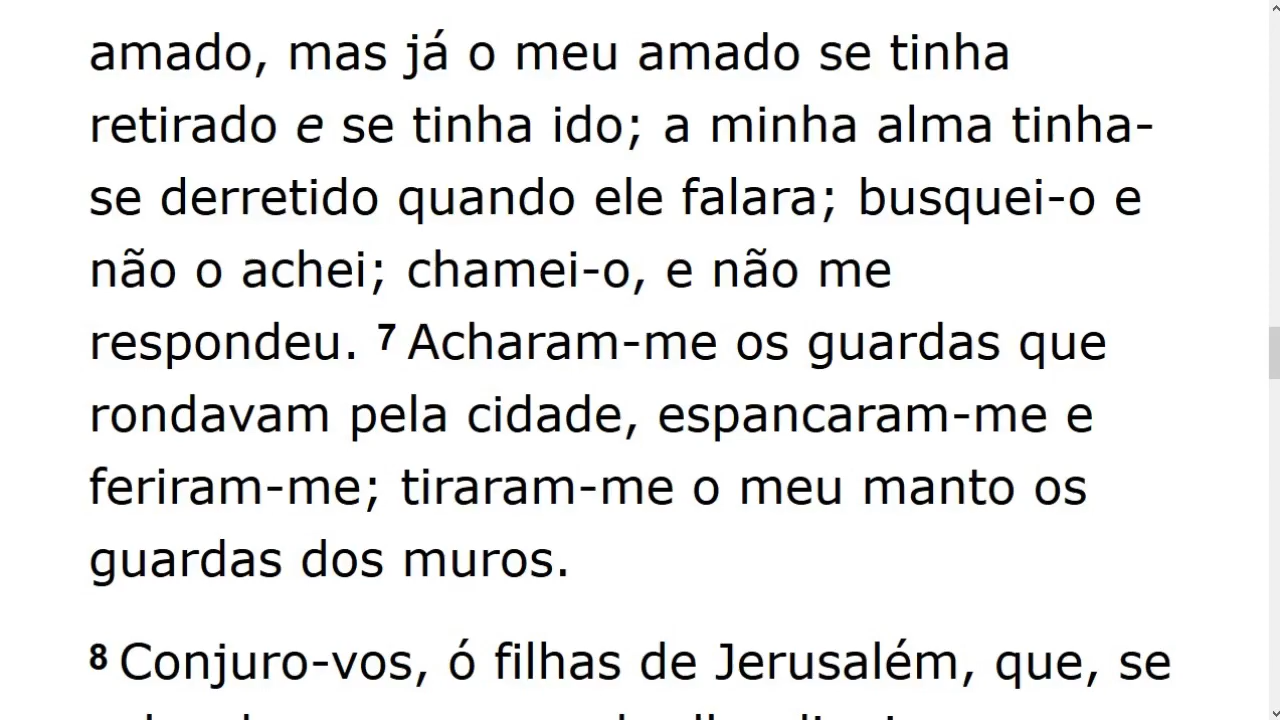 amado, mas já o meu amado se tinha
retirado e se tinha ido; a minha alma tinha-
se derretido quando ele falara; busquei-o e
não o achei; chamei-o, e não me
respondeu. 7 Acharam-me os guardas que
rondavam pela cidade, espancaram-me e
feriram-me; tiraram-me o meu manto os
guardas dos muros.
8 Conjuro-vos, ó filhas de Jerusalém, que, se